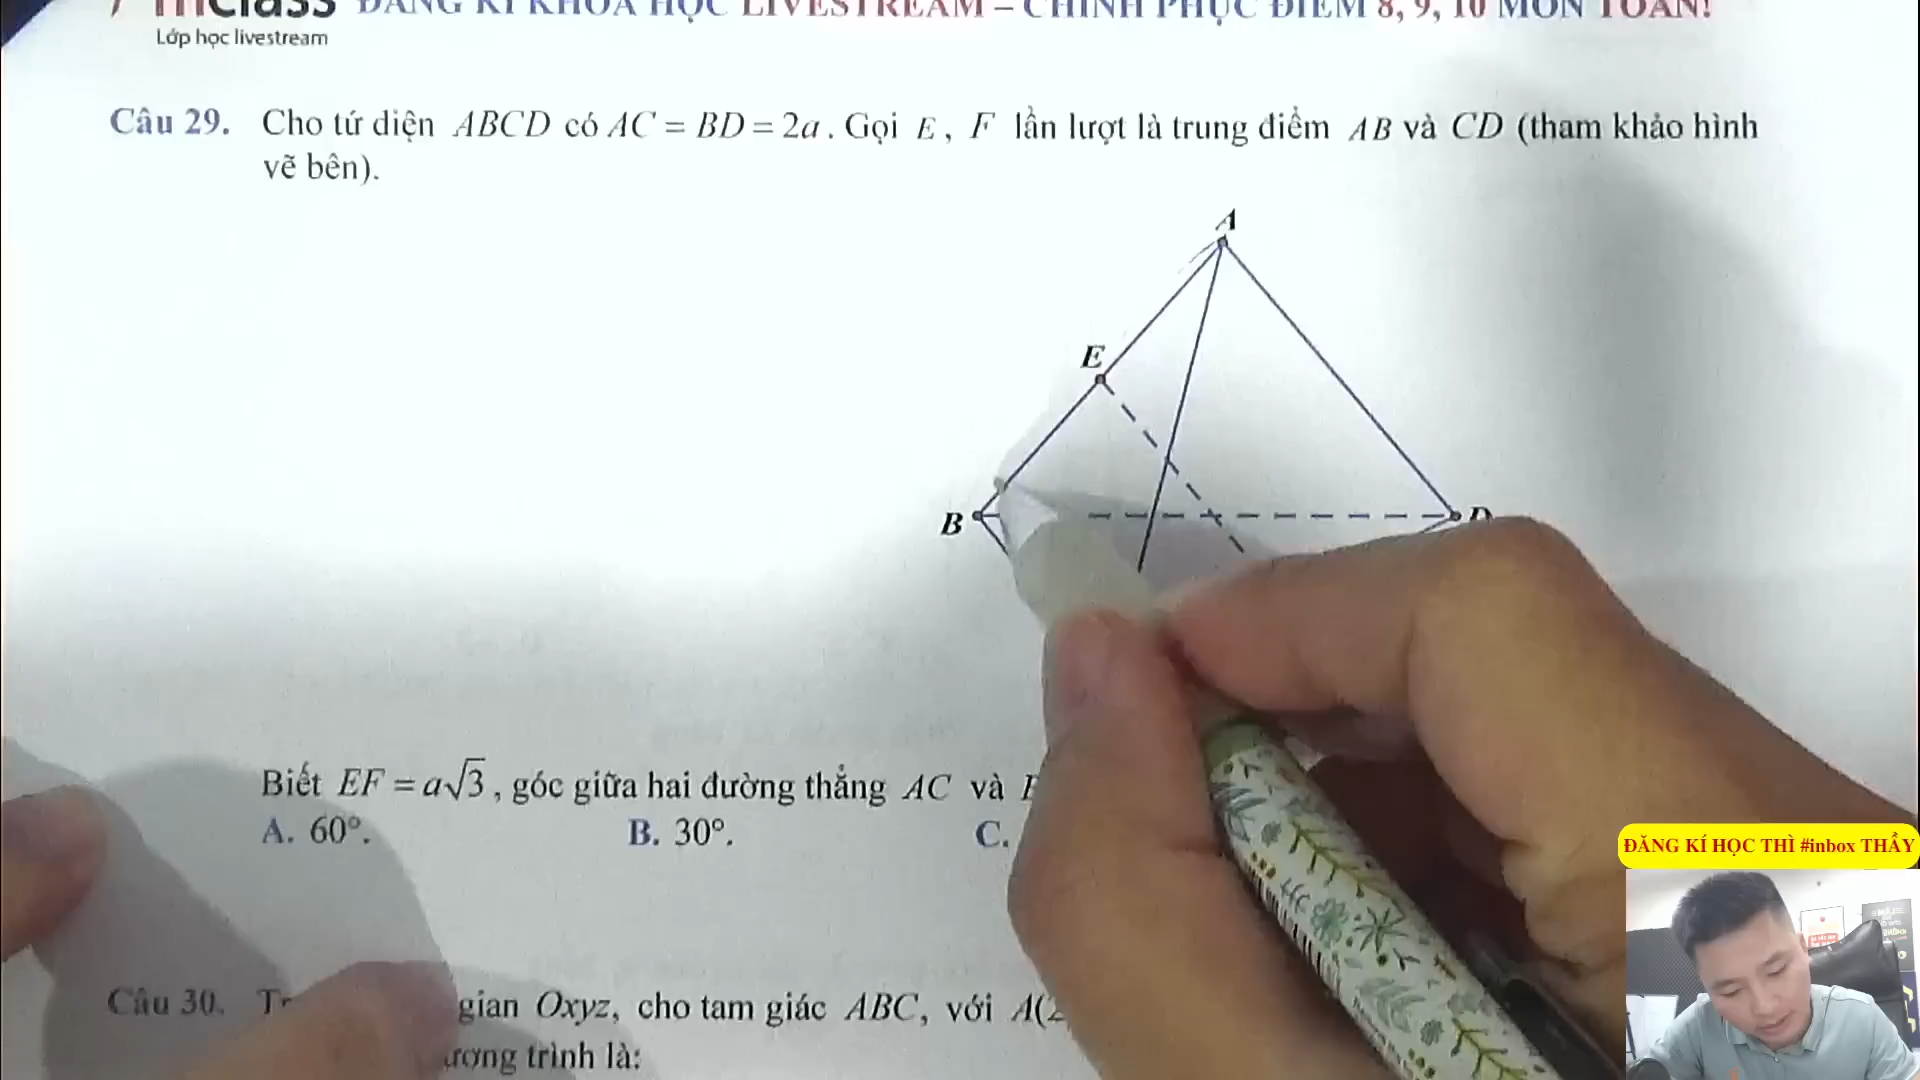 ĐĂNG KÍ KHÓA HỌC LIVESTREAM – CHINH PHỤC ĐIỂM 8, 9, 10 MÔN TOÁN!
Lớp học livestream
Câu 29. Cho tứ diện ABCD có AC = BD = 2a. Gọi E, F lần lượt là trung điểm AB và CD (tham khảo hình
vẽ bên).
A
E
B
D
Biết EF = a√3, góc giữa hai đường thẳng AC và
A. 60°. B. 30°. C.
Câu 30. gian Oxyz, cho tam giác ABC, với A(2
trình là:
ĐĂNG KÍ HỌC THÌ #inbox THẦY